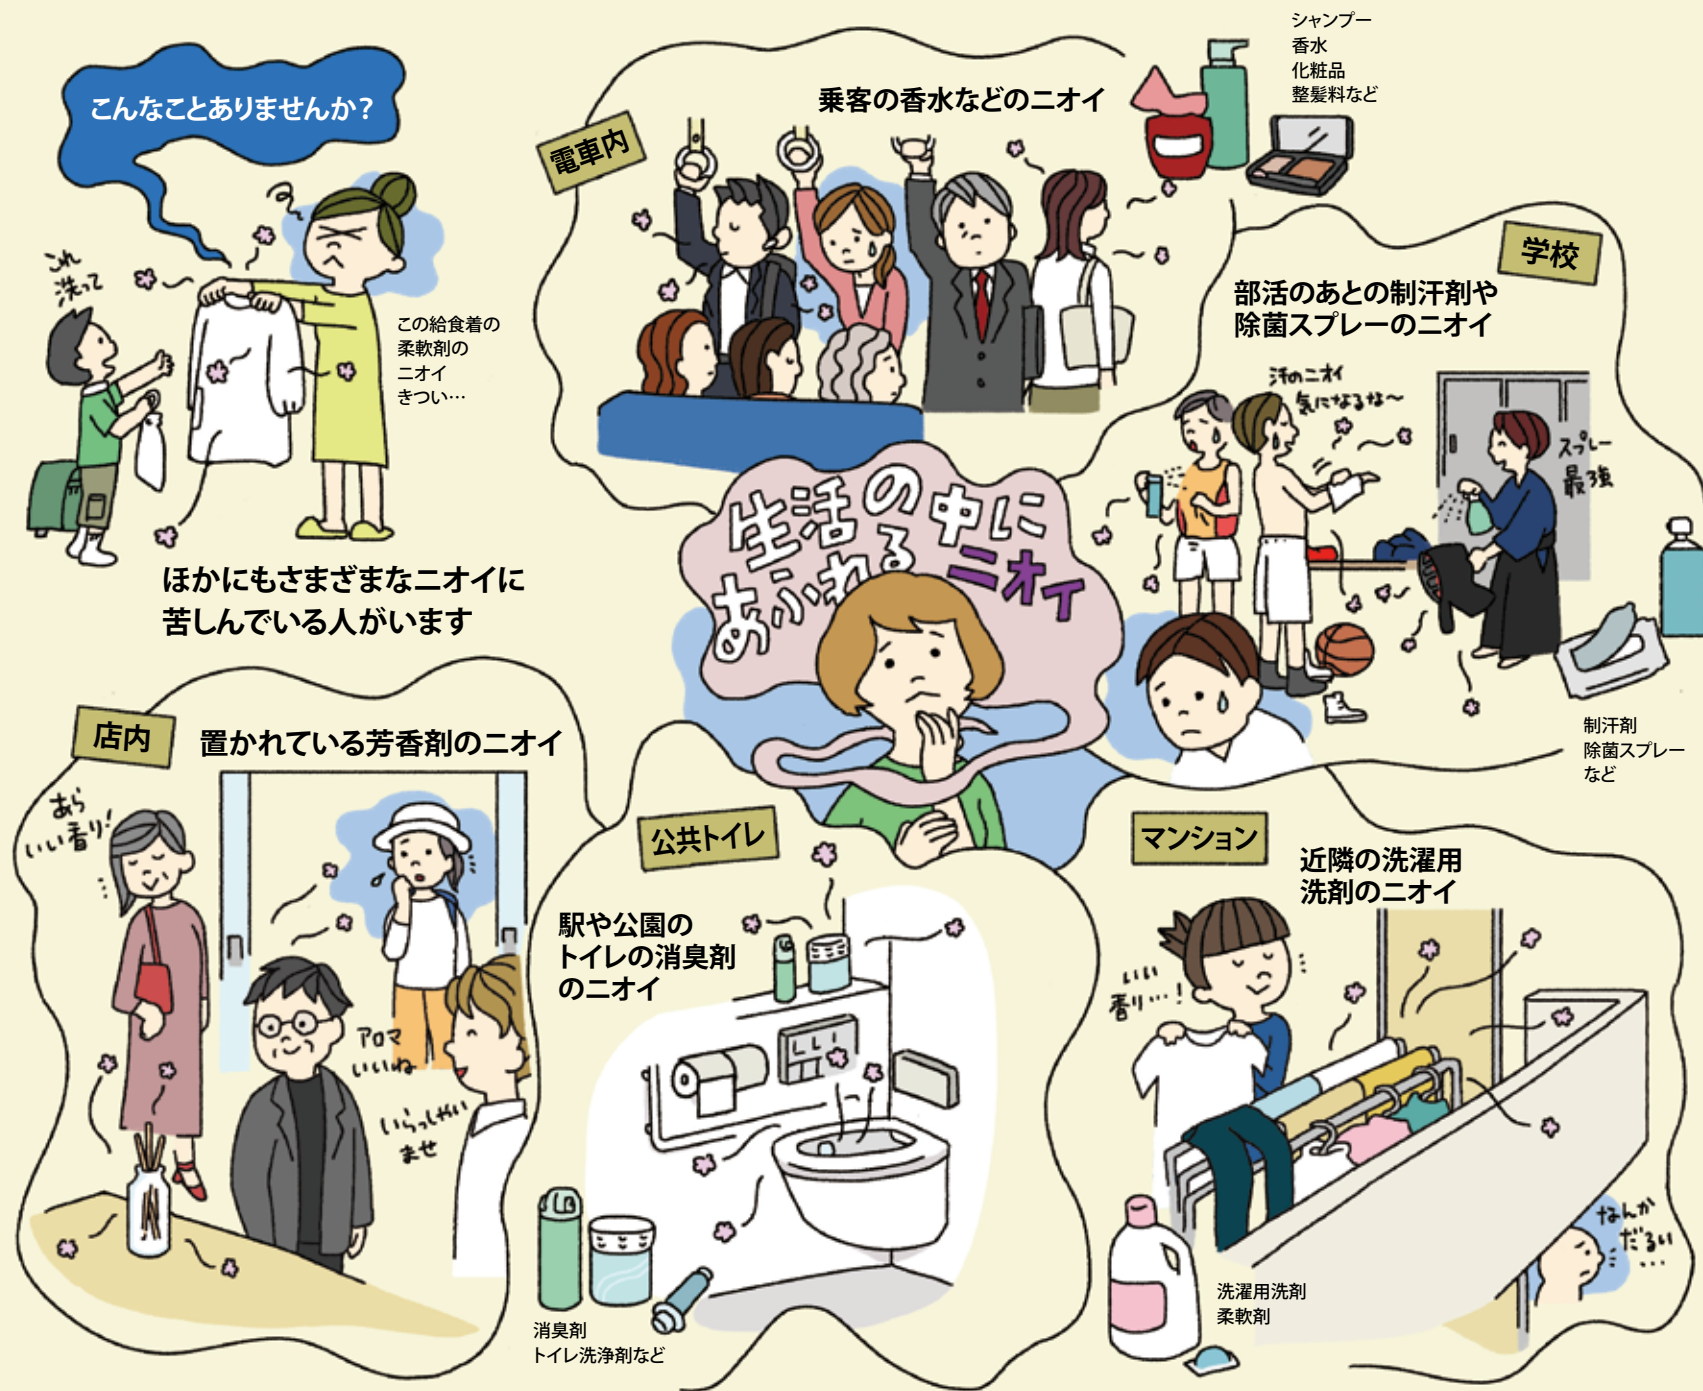 こんなことありませんか？
これ
洗って
この給食着の
柔軟剤の
ニオイ
きつい…
ほかにもさまざまなニオイに
苦しんでいる人がいます
電車内
乗客の香水などのニオイ
シャンプー
香水
化粧品
整髪料など
学校
部活のあとの制汗剤や
除菌スプレーのニオイ
汗のニオイ
気になるな〜
スプレー
最強
制汗剤
除菌スプレー
など
生活の中に
あふれるニオイ
店内
置かれている芳香剤のニオイ
あら
いい香り!
アロマ
いいね
いらっしゃい
ませ
公共トイレ
駅や公園の
トイレの消臭剤
のニオイ
消臭剤
トイレ洗浄剤など
マンション
近隣の洗濯用
洗剤のニオイ
いい
香り…!
なんか
だるい
…
洗濯用洗剤
柔軟剤